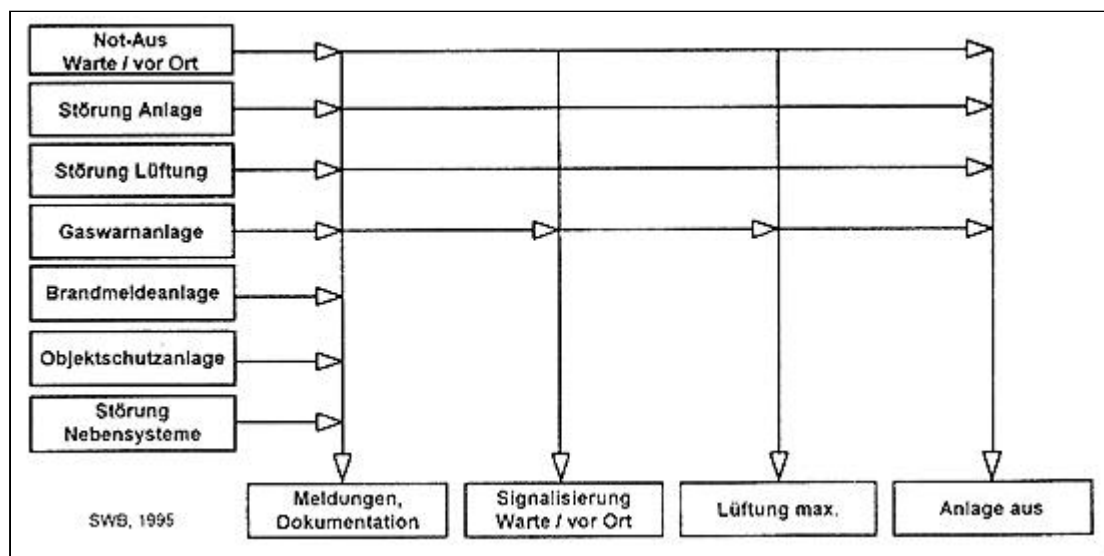 Not-Aus
Warte / vor Ort
Störung Anlage
Störung Lüftung
Gaswarnanlage
Brandmeldeanlage
Objektschutzanlage
Störung
Nebensysteme
Meldungen,
Dokumentation
Signalisierung
Warte / vor Ort
Lüftung max.
Anlage aus
SWB, 1995